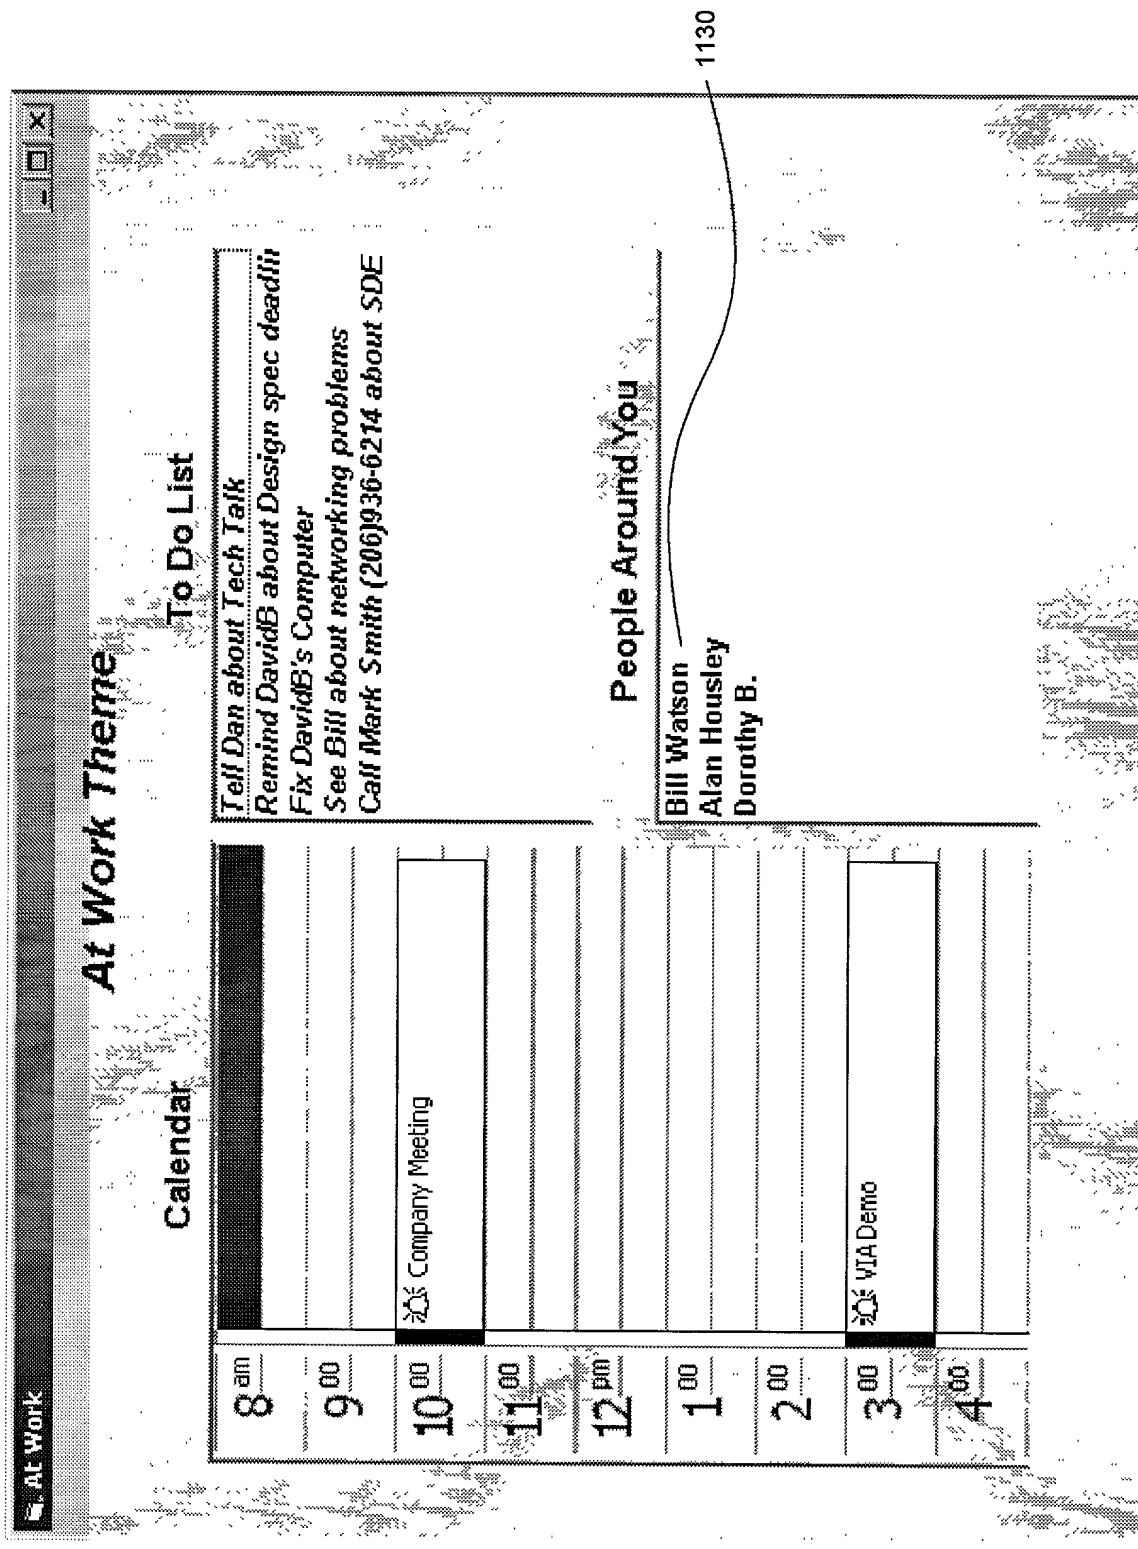 At Work
At Work Theme
Calendar
8 am
9 00
10 00
Company Meeting
11 00
12 pm
1 00
2 00
3 00
VIA Demo
4 00
To Do List
Tell Dan about Tech Talk
Remind DavidB about Design spec deadlin
Fix DavidB's Computer
See Bill about networking problems
Call Mark Smith (206)936-6214 about SDE
People Around You
Bill Watson
Alan Housley
Dorothy B.
1130